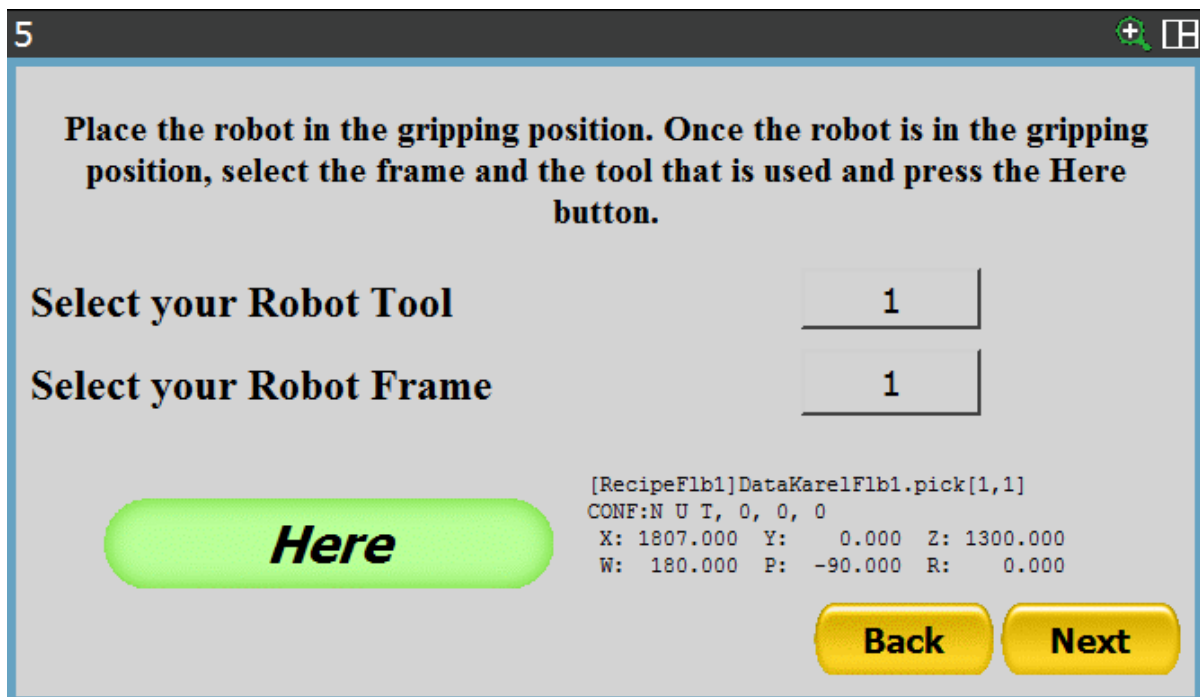 5
Place the robot in the gripping position. Once the robot is in the gripping
position, select the frame and the tool that is used and press the Here
button.
Select your Robot Tool 1
Select your Robot Frame 1
Here
[RecipeFlb1]DataKarelFlb1.pick[1,1]
CONF:N U T, 0, 0, 0
X: 1807.000 Y: 0.000 Z: 1300.000
W: 180.000 P: -90.000 R: 0.000
Back Next